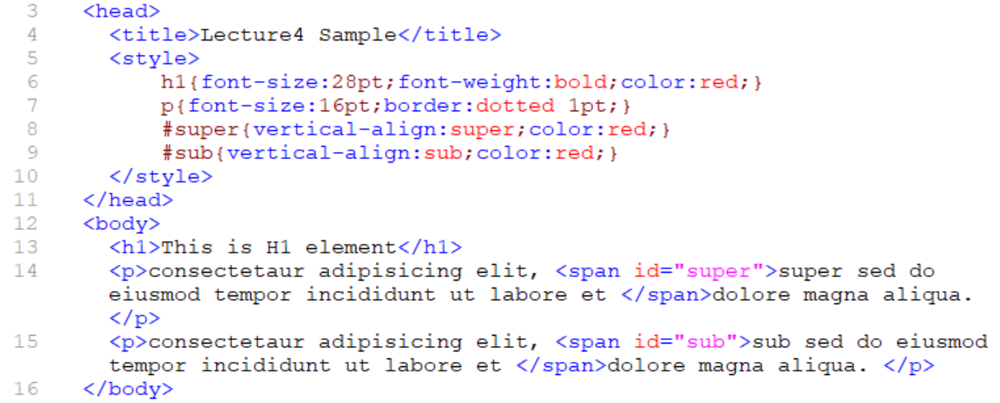 3 <head>
4 <title>Lecture4 Sample</title>
5 <style>
6 h1{font-size:28pt;font-weight:bold;color:red;}
7 p{font-size:16pt;border:dotted 1pt;}
8 #super{vertical-align:super;color:red;}
9 #sub{vertical-align:sub;color:red;}
10 </style>
11 </head>
12 <body>
13 <h1>This is H1 element</h1>
14 <p>consectetaur adipisicing elit, <span id="super">super sed do
eiusmod tempor incididunt ut labore et </span>dolore magna aliqua.
</p>
15 <p>consectetaur adipisicing elit, <span id="sub">sub sed do eiusmod
tempor incididunt ut labore et </span>dolore magna aliqua. </p>
16 </body>